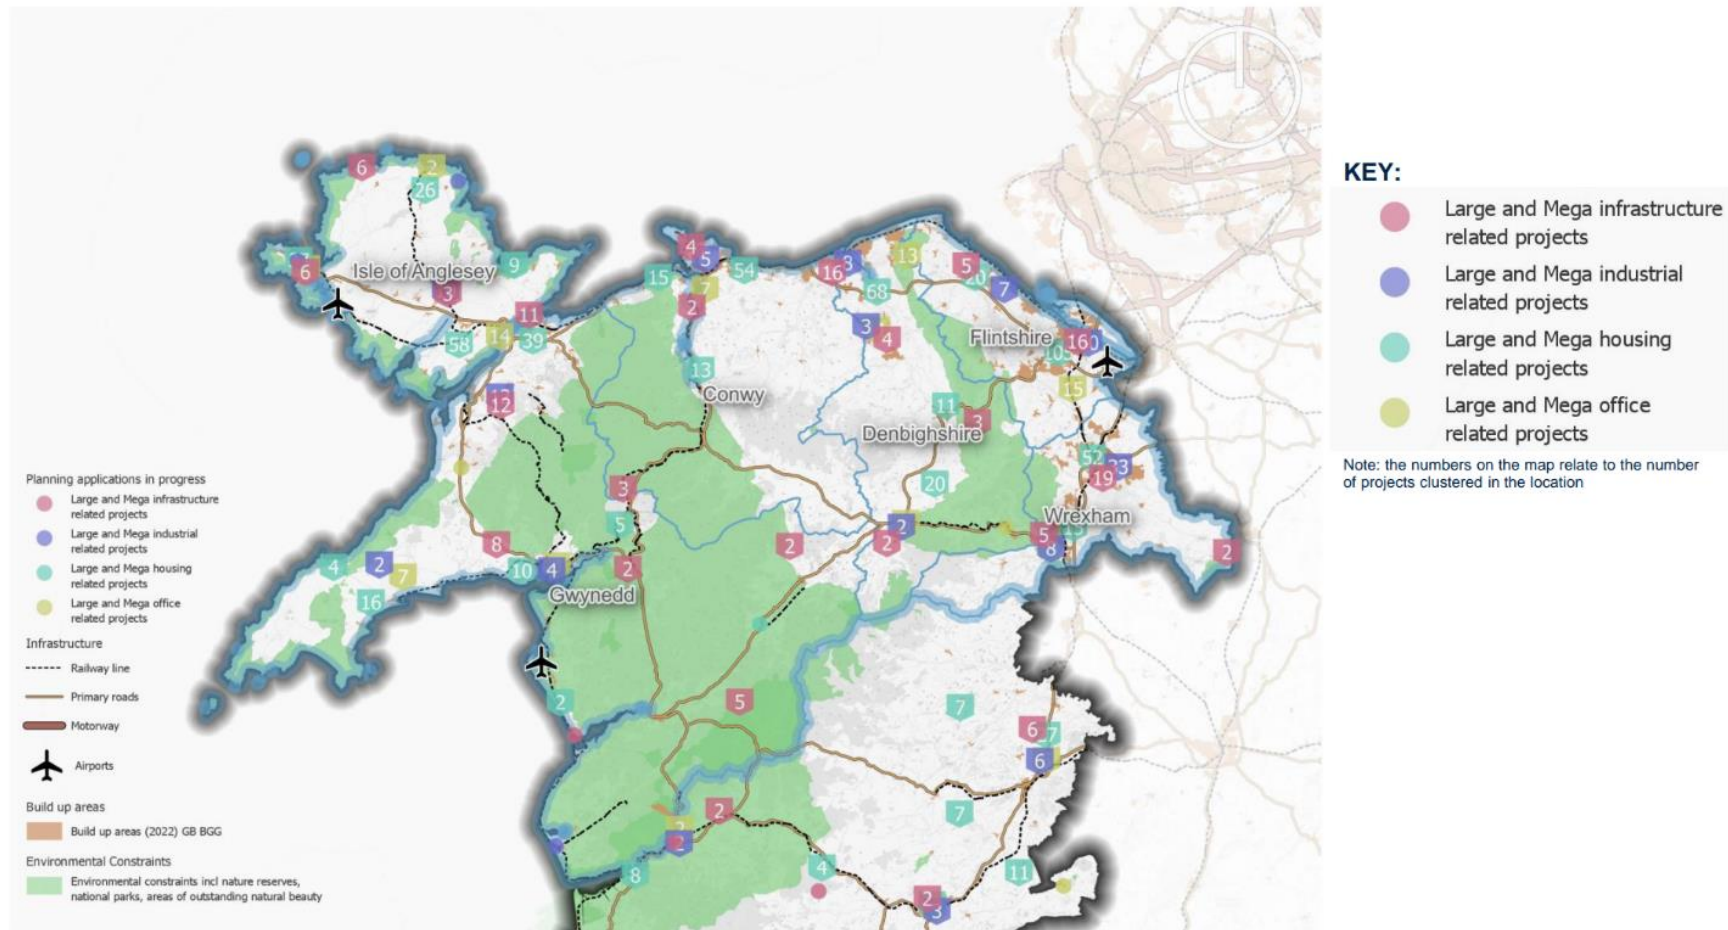 6
2
26
9
6
Isle of Anglesey
3
11
14
39
58
4
5
15
54
7
2
16
68
13
5
7
3
4
Flintshire
16
15
13
Conwy
11
3
Denbighshire
20
52
19
Wrexham
12
3
5
8
2
2
2
5
8
2
4
2
7
16
10
4
2
Gwynedd
2
5
7
6
6
7
2
2
8
4
11
2
3
Planning applications in progress
Large and Mega infrastructure
related projects
Large and Mega industrial
related projects
Large and Mega housing
related projects
Large and Mega office
related projects
Infrastructure
Railway line
Primary roads
Motorway
Airports
Build up areas
Build up areas (2022) GB BGG
Environmental Constraints
Environmental constraints incl nature reserves,
national parks, areas of outstanding natural beauty
KEY:
Large and Mega infrastructure
related projects
Large and Mega industrial
related projects
Large and Mega housing
related projects
Large and Mega office
related projects
Note: the numbers on the map relate to the number
of projects clustered in the location